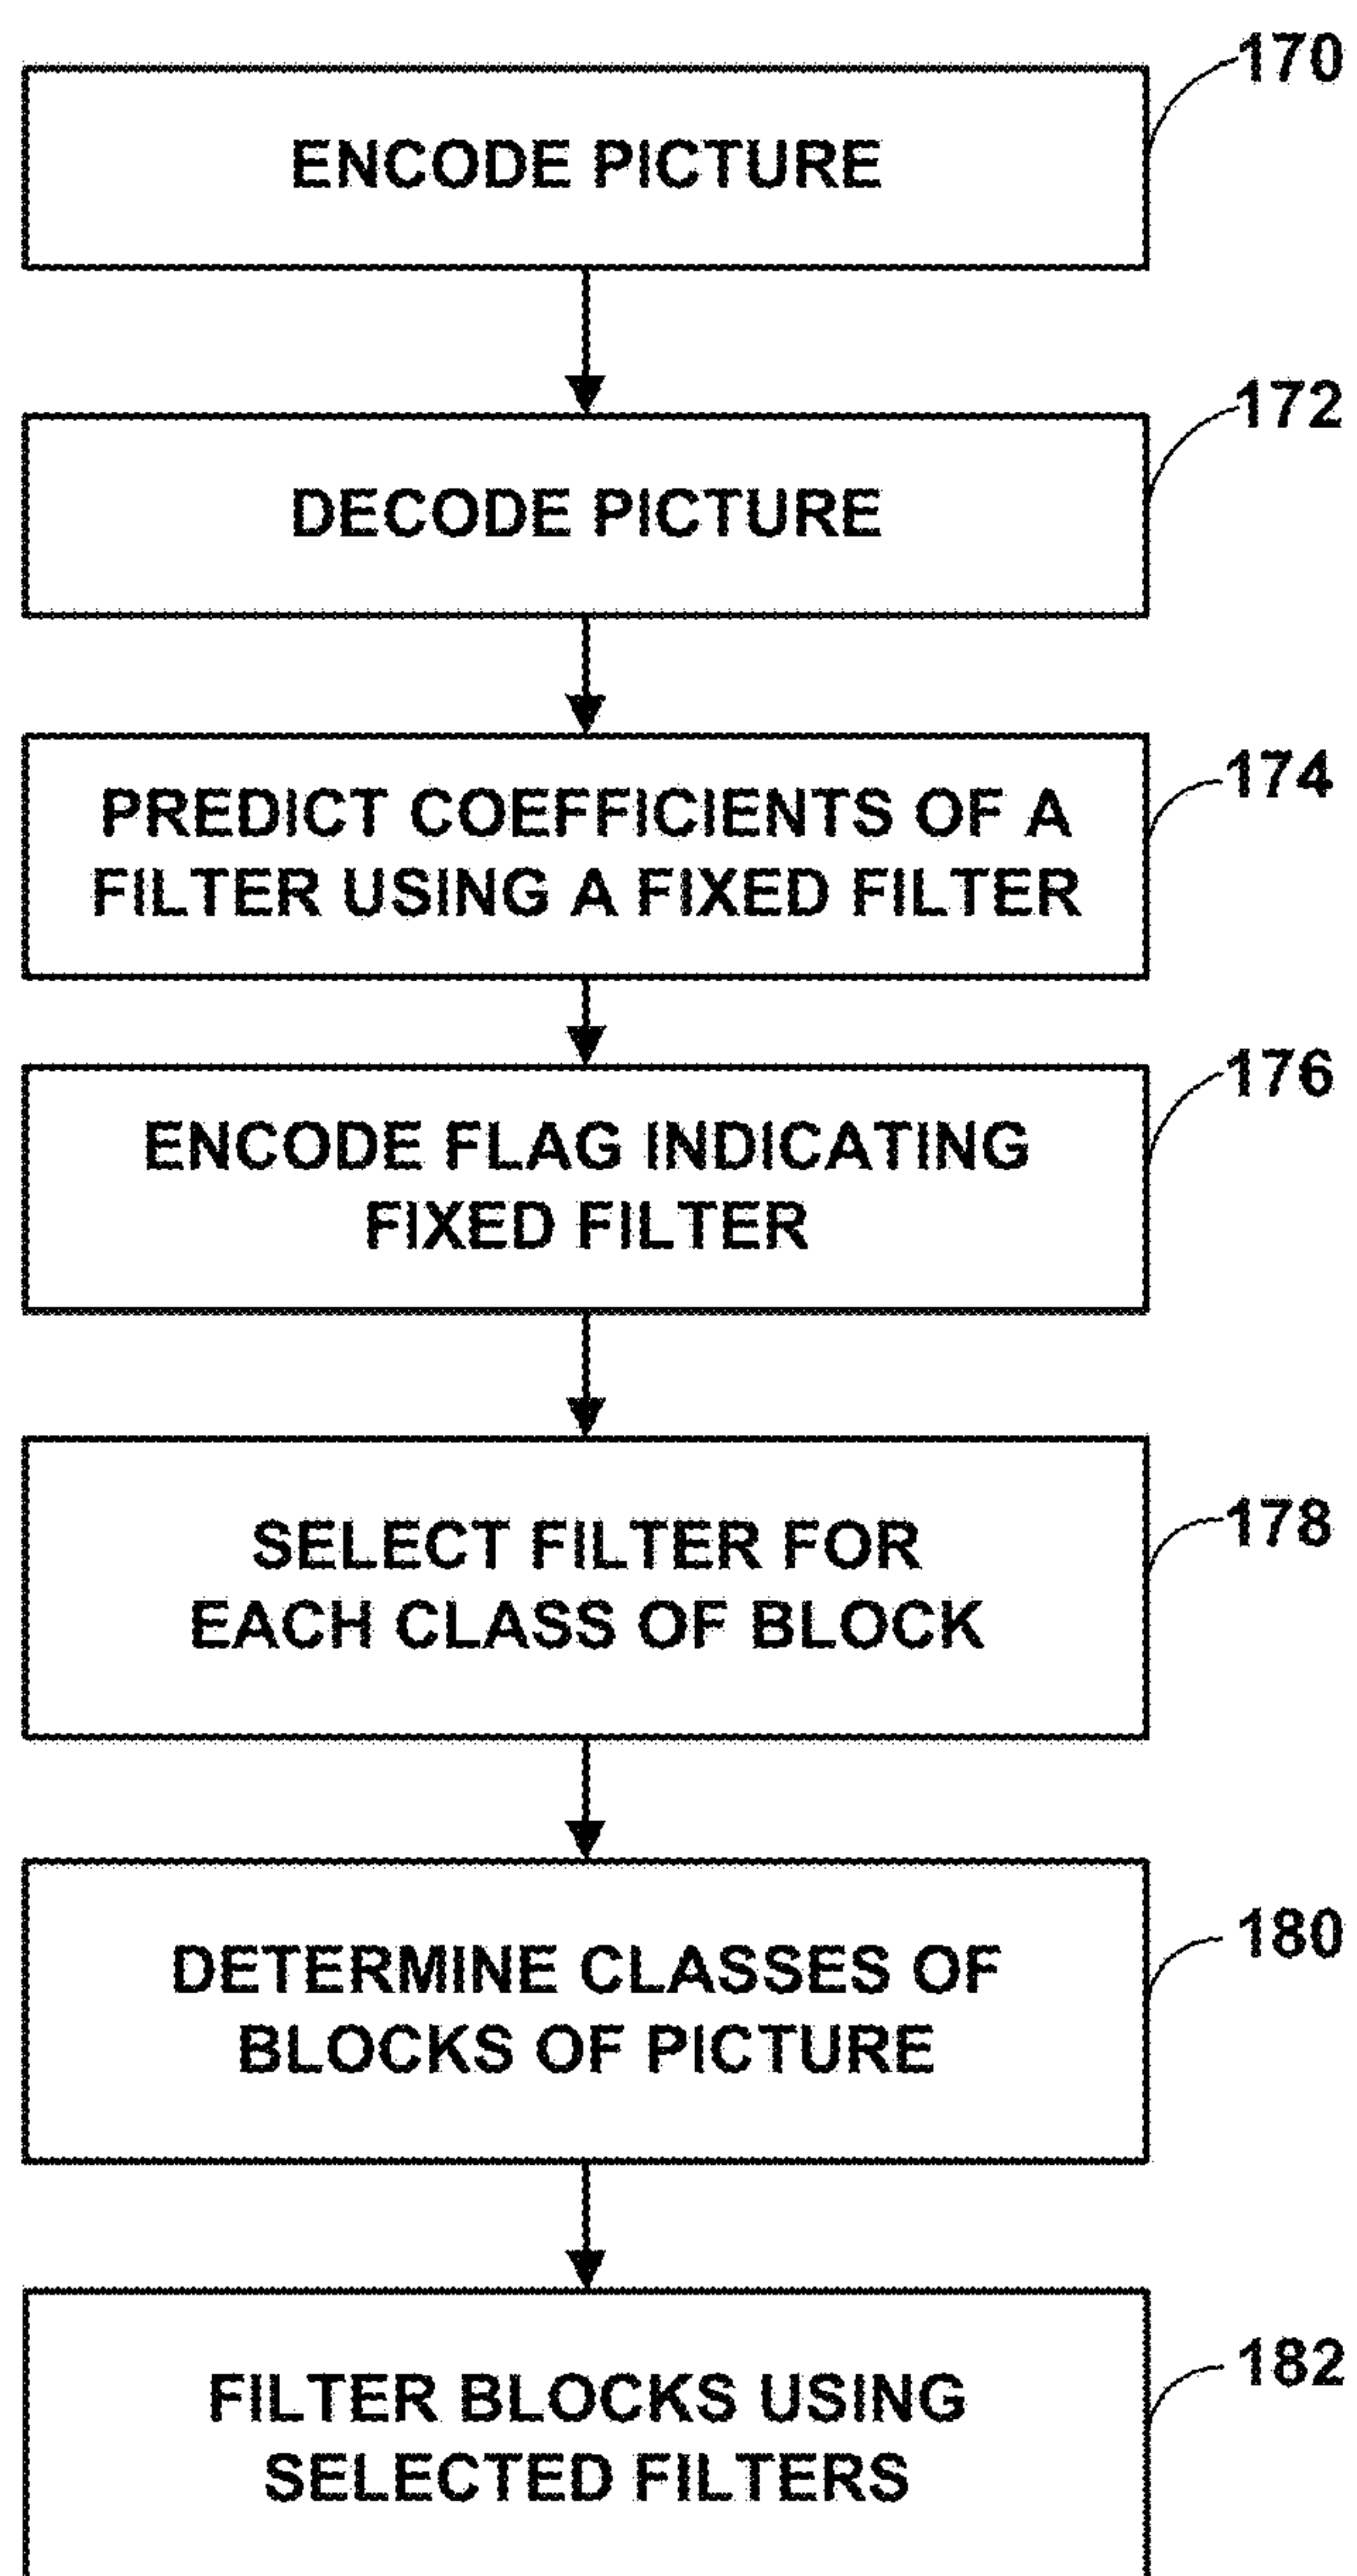 170
ENCODE PICTURE
172
DECODE PICTURE
174
PREDICT COEFFICIENTS OF A
FILTER USING A FIXED FILTER
176
ENCODE FLAG INDICATING
FIXED FILTER
178
SELECT FILTER FOR
EACH CLASS OF BLOCK
180
DETERMINE CLASSES OF
BLOCKS OF PICTURE
182
FILTER BLOCKS USING
SELECTED FILTERS